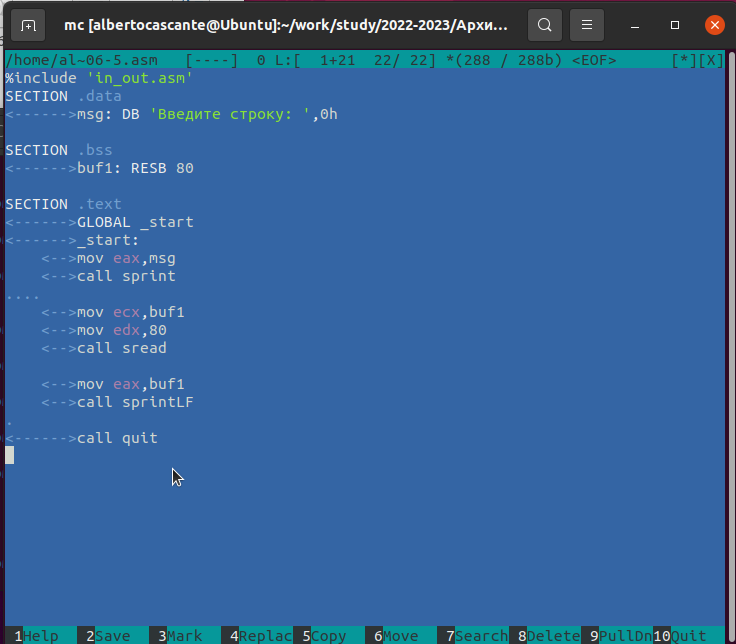 mc [albertocascante@Ubuntu]:~/work/study/2022-2023/Архи...
/home/al~06-5.asm   [----]  0 L:[  1+21  22/ 22] *(288 / 288b) <EOF>      [*][X]
%include 'in_out.asm'
SECTION .data
<------>msg: DB 'Введите строку: ',0h
SECTION .bss
<------>buf1: RESB 80
SECTION .text
<------>GLOBAL _start
<------>_start:
    <-->mov eax,msg
    <-->call sprint
....
    <-->mov ecx,buf1
    <-->mov edx,80
    <-->call sread
    <-->mov eax,buf1
    <-->call sprintLF
.
<------>call quit
1Help  2Save  3Mark  4Replac 5Copy  6Move  7Search 8Delete 9PullDn 10Quit